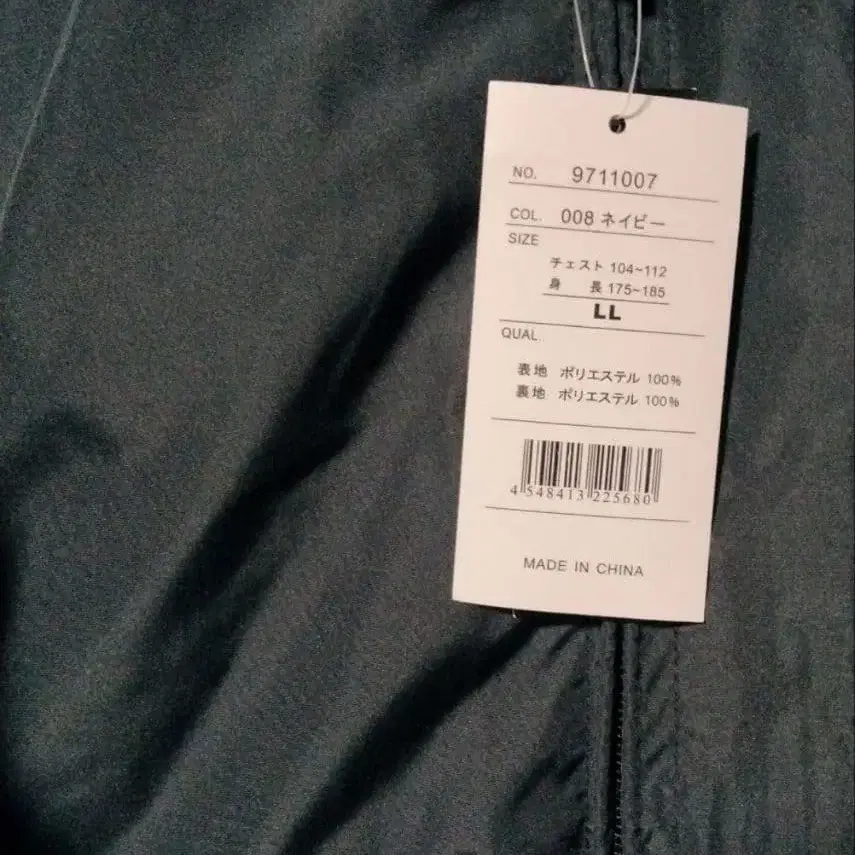 NO. 9711007
COL. 008 ネイビー
SIZE
チェスト 104~112
身 長 175~185
LL
QUAL
表地 ポリエステル 100%
裏地 ポリエステル 100%
4 548413 225680
MADE IN CHINA